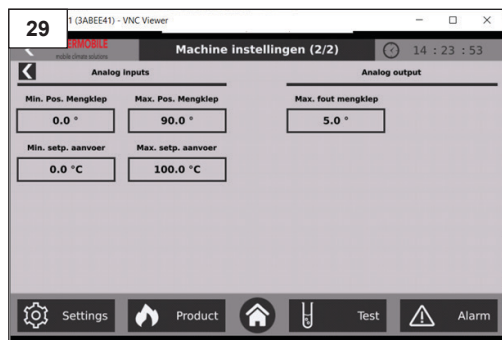 29
1 (3ABEE41) - VNC Viewer
ERMOBILE
mobile climate solutions
Machine instellingen (2/2)
14 : 23 : 53
Analog inputs
Analog output
Min. Pos. Mengklep
Max. Pos. Mengklep
Max. fout mengklep
0.0 °
90.0 °
5.0 °
Min. setp. aanvoer
Max. setp. aanvoer
0.0 °C
100.0 °C
Settings
Product
Test
Alarm